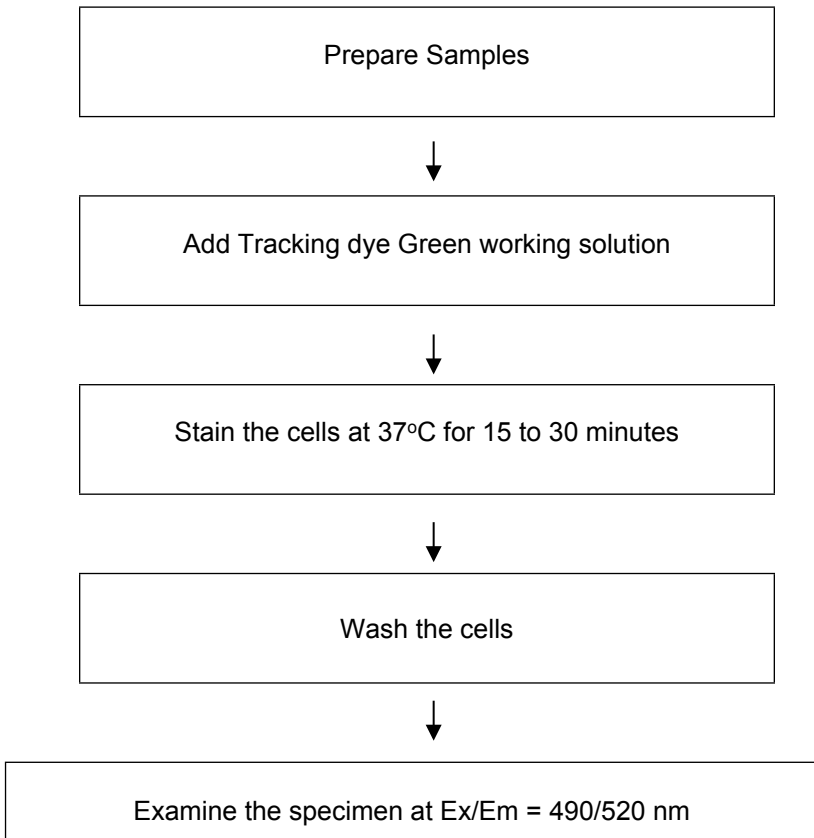 Prepare Samples
Add Tracking dye Green working solution
Stain the cells at 37oC for 15 to 30 minutes
Wash the cells
Examine the specimen at Ex/Em = 490/520 nm